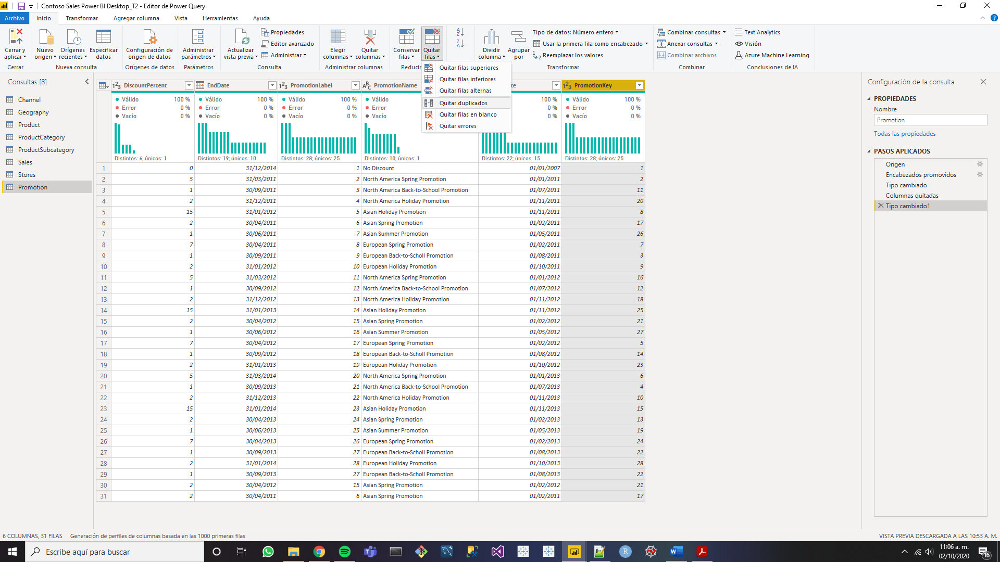 Contoso Sales Power BI Desktop_T2 - Editor de Power Query
Archivo Inicio Transformar Agregar columna Vista Herramientas Ayuda
Cerrar y aplicar
Cerrar
Nuevo origen
Orígenes recientes
Especificar datos
Nueva consulta
Configuración de origen de datos
Orígenes de datos
Administrar parámetros
Parámetros
Actualizar vista previa
Propiedades
Editor avanzado
Administrar
Consulta
Elegir columnas
Quitar columnas
Administrar columnas
Conservar filas
Quitar filas
Reducir
Dividir columna
Agrupar por
Tipo de datos: Número entero
Usar la primera fila como encabezado
Reemplazar los valores
Transformar
Combinar consultas
Anexar consultas
Combinar archivos
Combinar
Text Analytics
Visión
Azure Machine Learning
Conclusiones de IA
Quitar filas superiores
Quitar filas inferiores
Quitar filas alternas
Quitar duplicados
Quitar filas en blanco
Quitar errores
Consultas [8]
Channel
Geography
Product
ProductCategory
ProductSubcategory
Sales
Stores
Promotion
DiscountPercent EndDate PromotionLabel PromotionName te PromotionKey
Válido 100 % Válido 100 % Válido 100 % Válido 100 % Válido 100 %
Error 0 % Error 0 % Error 0 % Error 0 % Error 0 %
Vacío 0 % Vacío 0 % Vacío 0 % Vacío 0 % Vacío 0 %
Distintos: 6; únicos: 1 Distintos: 19; únicos: 10 Distintos: 28; únicos: 25 Distintos: 10; únicos: 1 Distintos: 22; únicos: 15 Distintos: 28; únicos: 25
1 0 31/12/2014 1 No Discount 01/01/2007 1
2 5 31/03/2011 2 North America Spring Promotion 01/01/2011 2
3 1 30/09/2011 3 North America Back-to-School Promotion 01/07/2011 11
4 2 31/12/2011 4 North America Holiday Promotion 01/11/2011 20
5 15 31/01/2012 5 Asian Holiday Promotion 01/11/2011 8
6 2 30/04/2011 6 Asian Spring Promotion 01/02/2011 17
7 1 30/06/2011 7 Asian Summer Promotion 01/05/2011 26
8 7 30/04/2011 8 European Spring Promotion 01/02/2011 7
9 1 30/09/2011 9 European Back-to-Scholl Promotion 01/08/2011 3
10 2 31/01/2012 10 European Holiday Promotion 01/10/2011 9
11 5 31/03/2012 11 North America Spring Promotion 01/01/2012 16
12 1 30/09/2012 12 North America Back-to-School Promotion 01/07/2012 12
13 2 31/12/2012 13 North America Holiday Promotion 01/11/2012 18
14 15 31/01/2013 14 Asian Holiday Promotion 01/11/2012 25
15 2 30/04/2012 15 Asian Spring Promotion 01/02/2012 21
16 1 30/06/2012 16 Asian Summer Promotion 01/05/2012 27
17 7 30/04/2012 17 European Spring Promotion 01/02/2012 5
18 1 30/09/2012 18 European Back-to-Scholl Promotion 01/08/2012 14
19 2 31/01/2013 19 European Holiday Promotion 01/10/2012 23
20 5 31/03/2014 20 North America Spring Promotion 01/01/2013 6
21 1 30/09/2013 21 North America Back-to-School Promotion 01/07/2013 4
22 2 31/12/2013 22 North America Holiday Promotion 01/11/2013 10
23 15 31/01/2014 23 Asian Holiday Promotion 01/11/2013 15
24 2 30/04/2013 24 Asian Spring Promotion 01/02/2013 13
25 1 30/06/2013 25 Asian Summer Promotion 01/05/2013 19
26 7 30/04/2013 26 European Spring Promotion 01/02/2013 24
27 1 30/09/2013 27 European Back-to-Scholl Promotion 01/08/2013 22
28 2 31/01/2014 28 European Holiday Promotion 01/10/2013 28
29 1 30/09/2013 27 European Back-to-Scholl Promotion 01/08/2013 22
30 2 30/04/2012 15 Asian Spring Promotion 01/02/2012 21
31 2 30/04/2011 6 Asian Spring Promotion 01/02/2011 17
Configuración de la consulta
PROPIEDADES
Nombre
Promotion
Todas las propiedades
PASOS APLICADOS
Origen
Encabezados promovidos
Tipo cambiado
Columnas quitadas
Tipo cambiado1
6 COLUMNAS, 31 FILAS Generación de perfiles de columnas basada en las 1000 primeras filas
VISTA PREVIA DESCARGADA A LAS 10:53 A. M.
Escribe aquí para buscar
11:06 a. m.
02/10/2020
16